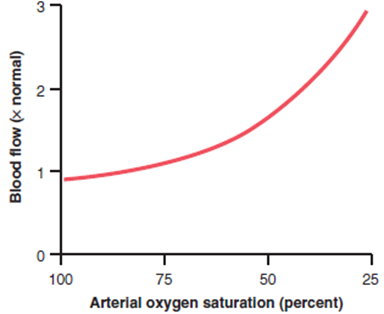 3
2
1
0
Blood flow (× normal)
100 75 50 25
Arterial oxygen saturation (percent)